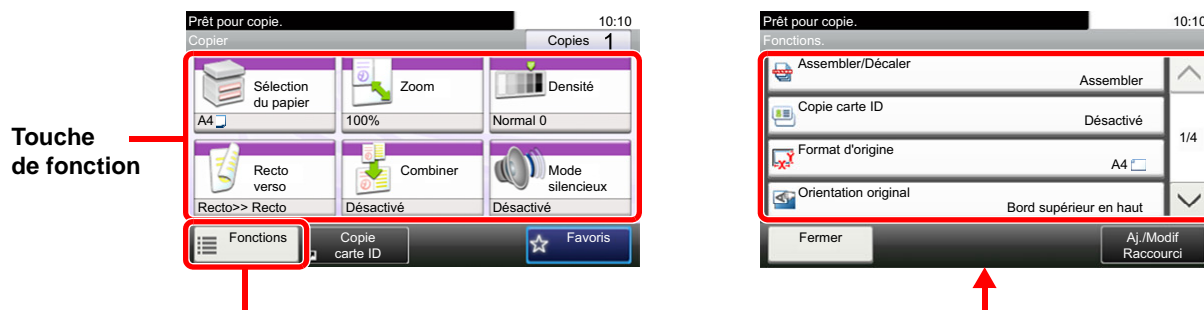 Prêt pour copie.
10:10
Copier
Copies 1
Touche
de fonction
Sélection
du papier
A4
Zoom
100%
Densité
Normal 0
Recto
verso
Recto>> Recto
Combiner
Désactivé
Mode
silencieux
Désactivé
Fonctions
Copie
carte ID
Favoris
Prêt pour copie.
10:10
Fonctions.
Assembler/Décaler
Assembler
Copie carte ID
Désactivé
1/4
Format d'origine
A4
Orientation original
Bord supérieur en haut
Fermer
Aj./Modif
Raccourci